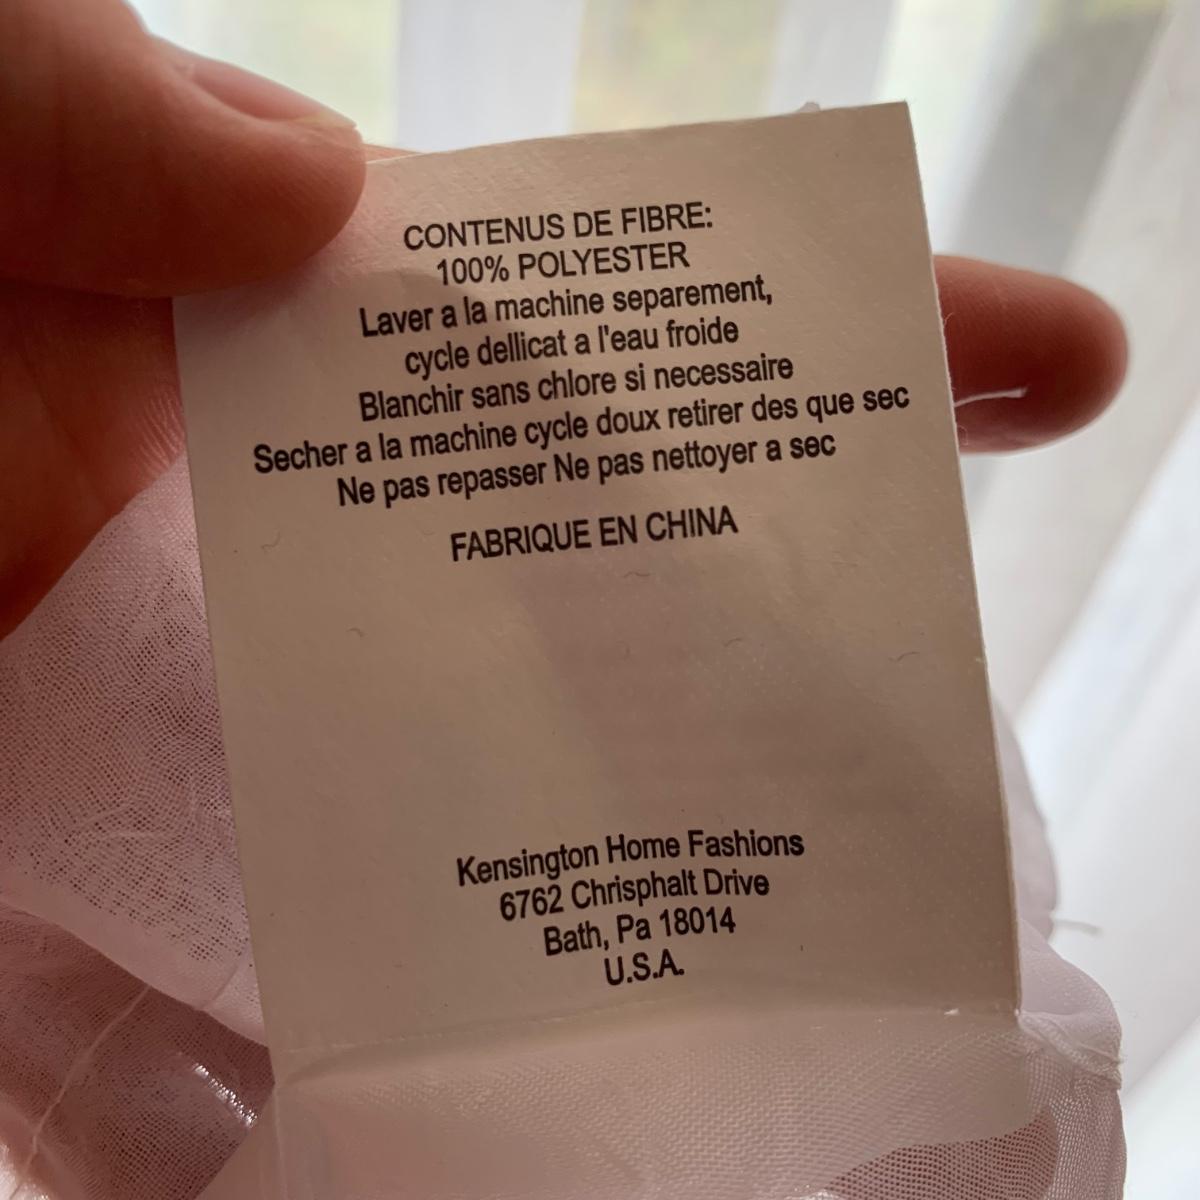 CONTENUS DE FIBRE:
100% POLYESTER
Laver a la machine separement,
cycle dellicat a l'eau froide
Blanchir sans chlore si necessaire
Secher a la machine cycle doux retirer des que sec
Ne pas repasser Ne pas nettoyer a sec
FABRIQUE EN CHINA
Kensington Home Fashions
6762 Chrisphalt Drive
Bath, Pa 18014
U.S.A.